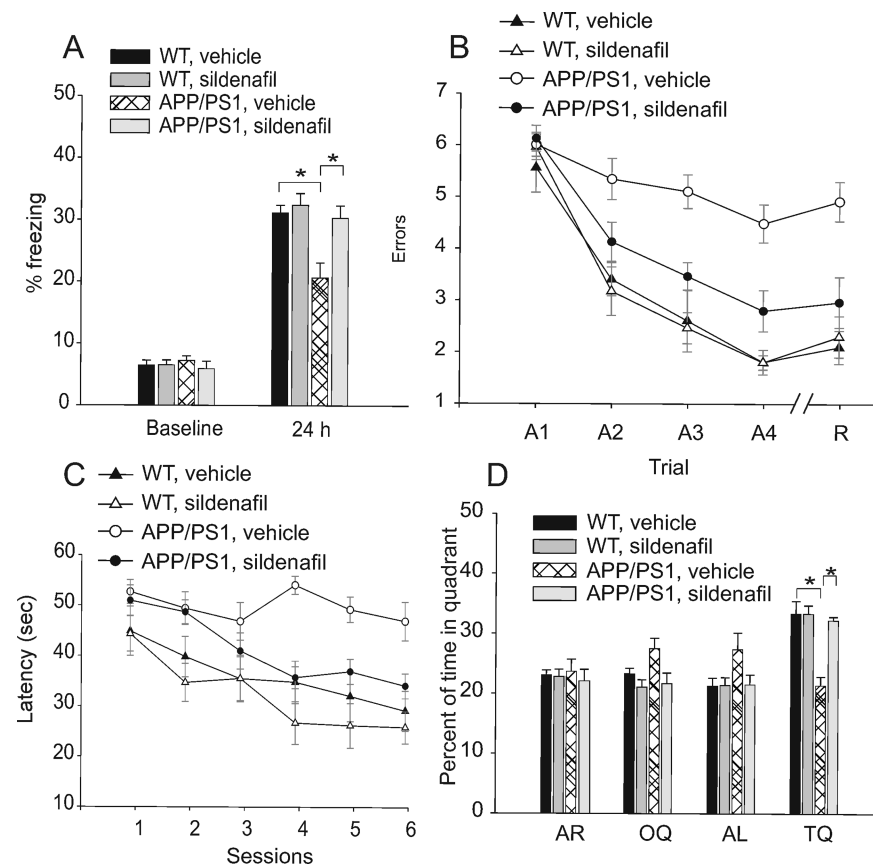 A
WT, vehicle
WT, sildenafil
APP/PS1, vehicle
APP/PS1, sildenafil
% freezing
50
40
30
20
10
0
* *
Baseline 24 h
B
WT, vehicle
WT, sildenafil
APP/PS1, vehicle
APP/PS1, sildenafil
Errors
7
6
5
4
3
2
1
A1 A2 A3 A4 R
Trial
C
WT, vehicle
WT, sildenafil
APP/PS1, vehicle
APP/PS1, sildenafil
Latency (sec)
60
50
40
30
20
10
1 2 3 4 5 6
Sessions
D
WT, vehicle
WT, sildenafil
APP/PS1, vehicle
APP/PS1, sildenafil
Percent of time in quadrant
50
40
30
20
10
0
* *
AR OQ AL TQ